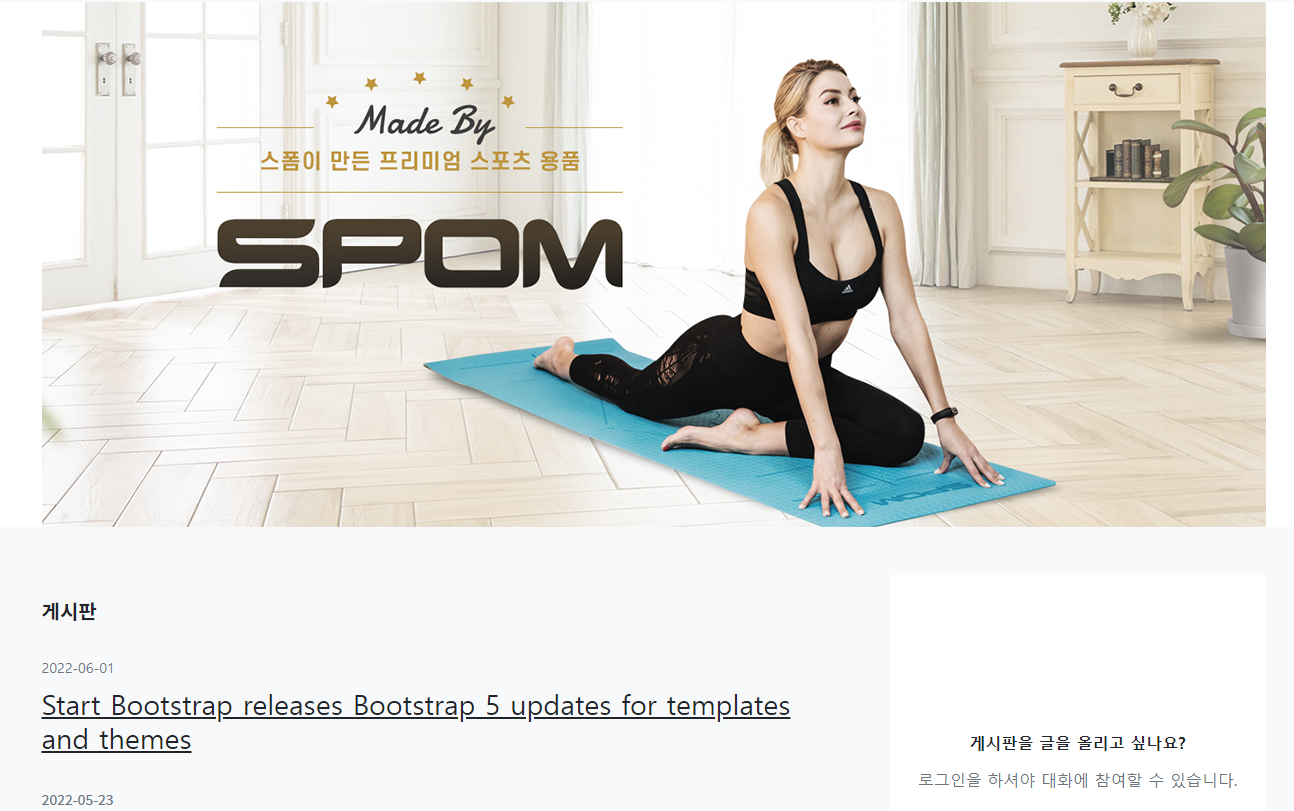 Made By
스폼이 만든 프리미엄 스포츠 용품
SPOM
SPOM
게시판
2022-06-01
Start Bootstrap releases Bootstrap 5 updates for templates
and themes
2022-05-23
게시판을 글을 올리고 싶나요?
로그인을 하셔야 대화에 참여할 수 있습니다.